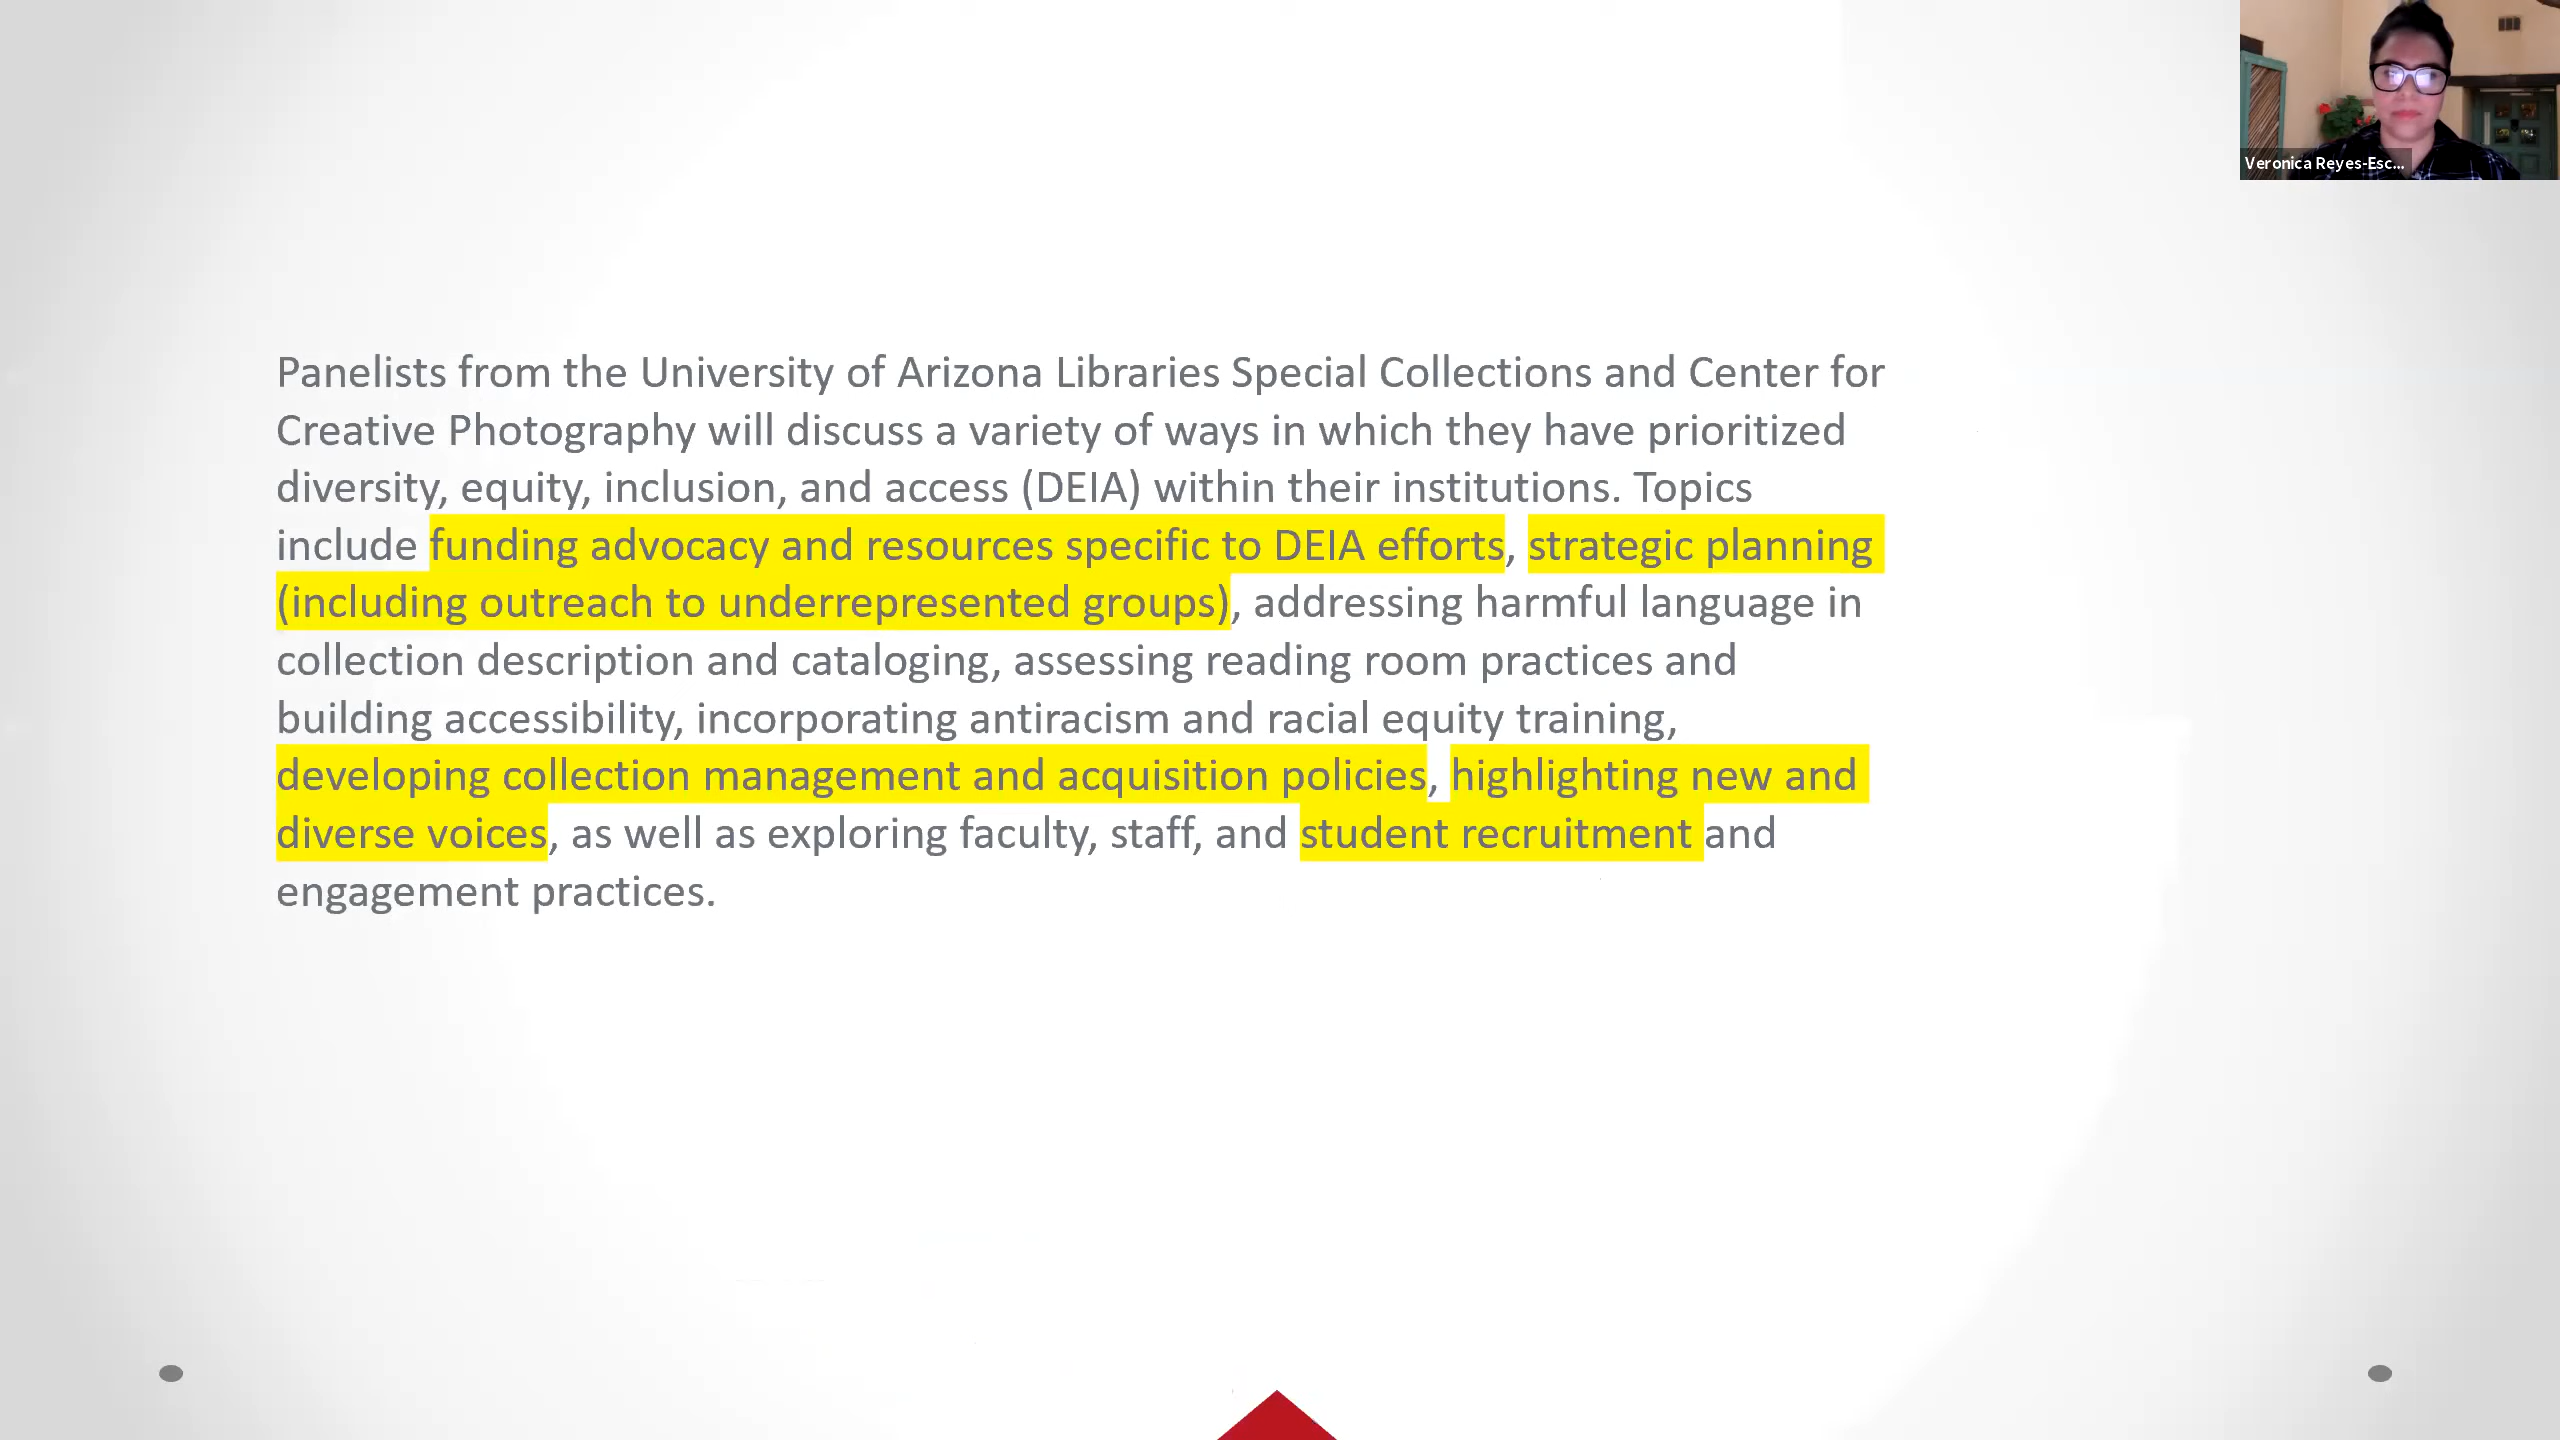 Veronica Reyes-Esc...
Panelists from the University of Arizona Libraries Special Collections and Center for
Creative Photography will discuss a variety of ways in which they have prioritized
diversity, equity, inclusion, and access (DEIA) within their institutions. Topics
include funding advocacy and resources specific to DEIA efforts, strategic planning
(including outreach to underrepresented groups), addressing harmful language in
collection description and cataloging, assessing reading room practices and
building accessibility, incorporating antiracism and racial equity training,
developing collection management and acquisition policies, highlighting new and
diverse voices, as well as exploring faculty, staff, and student recruitment and
engagement practices.